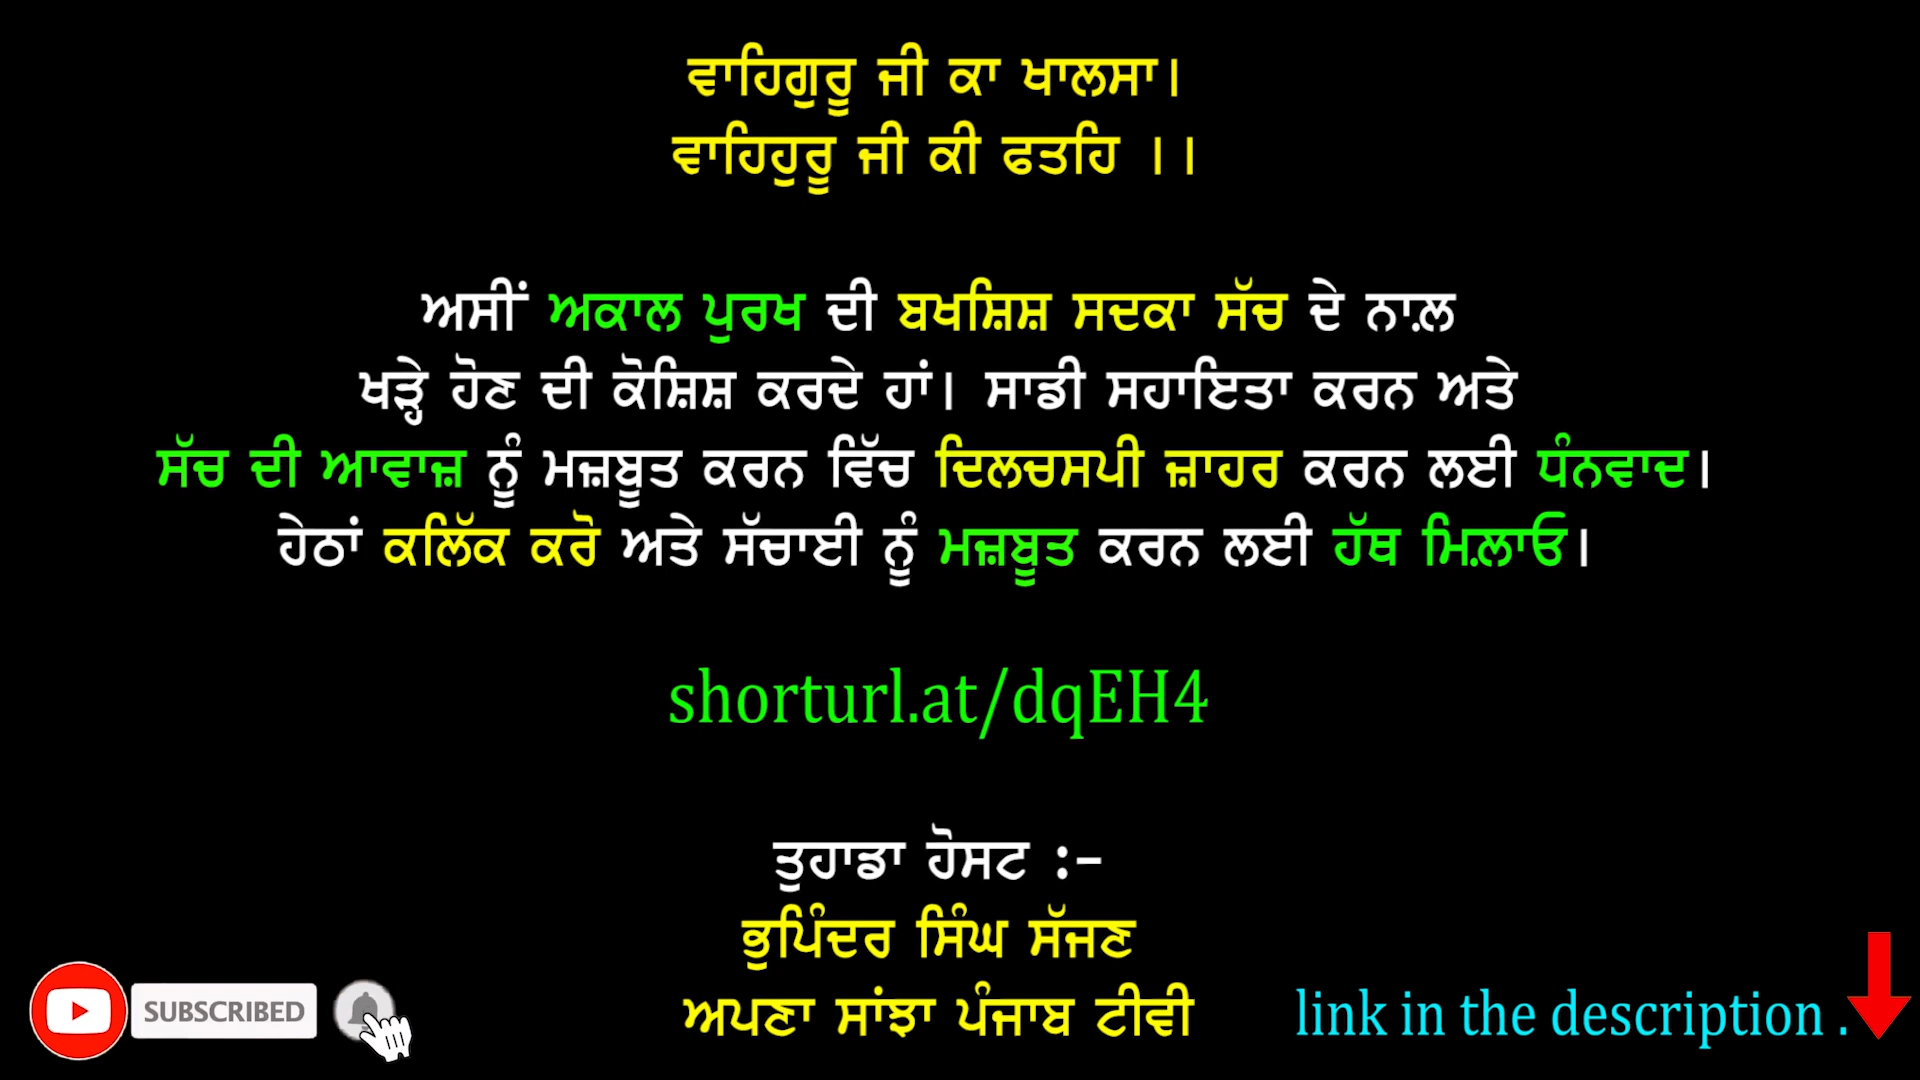 ਵਾਹਿਗੁਰੂ ਜੀ ਕਾ ਖਾਲਸਾ।
ਵਾਹਿਹੁਰੂ ਜੀ ਕੀ ਫਤਹਿ ।।
ਅਸੀਂ ਅਕਾਲ ਪੁਰਖ ਦੀ ਬਖਸ਼ਿਸ਼ ਸਦਕਾ ਸੱਚ ਦੇ ਨਾਲ਼
ਖੜ੍ਹੇ ਹੋਣ ਦੀ ਕੋਸ਼ਿਸ਼ ਕਰਦੇ ਹਾਂ। ਸਾਡੀ ਸਹਾਇਤਾ ਕਰਨ ਅਤੇ
ਸੱਚ ਦੀ ਆਵਾਜ਼ ਨੂੰ ਮਜ਼ਬੂਤ ਕਰਨ ਵਿੱਚ ਦਿਲਚਸਪੀ ਜ਼ਾਹਰ ਕਰਨ ਲਈ ਧੰਨਵਾਦ।
ਹੇਠਾਂ ਕਲਿੱਕ ਕਰੋ ਅਤੇ ਸੱਚਾਈ ਨੂੰ ਮਜ਼ਬੂਤ ਕਰਨ ਲਈ ਹੱਥ ਮਿਲ਼ਾਓ।
shorturl.at/dqEH4
ਤੁਹਾਡਾ ਹੋਸਟ :-
ਭੁਪਿੰਦਰ ਸਿੰਘ ਸੱਜਣ
ਅਪਣਾ ਸਾਂਝਾ ਪੰਜਾਬ ਟੀਵੀ
SUBSCRIBED
link in the description .